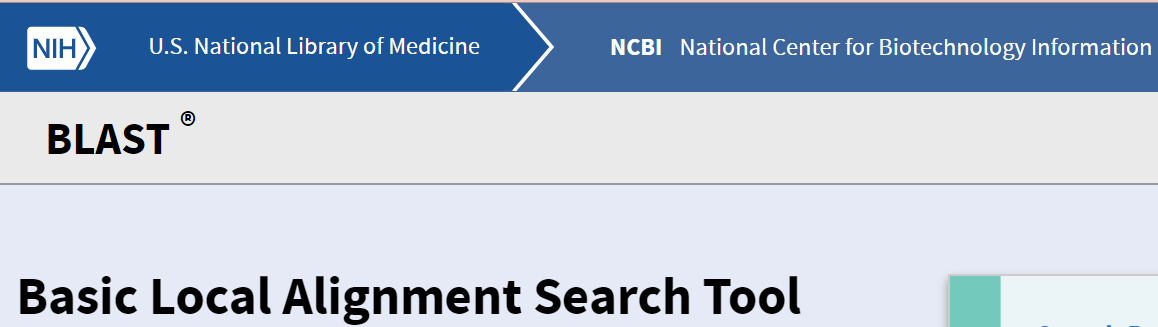 NIH U.S. National Library of Medicine NCBI National Center for Biotechnology Information
BLAST ®
Basic Local Alignment Search Tool